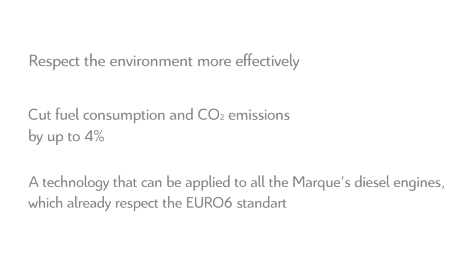 Respect the environment more effectively
Cut fuel consumption and CO₂ emissions
by up to 4%
A technology that can be applied to all the Marque's diesel engines,
which already respect the EURO6 standart